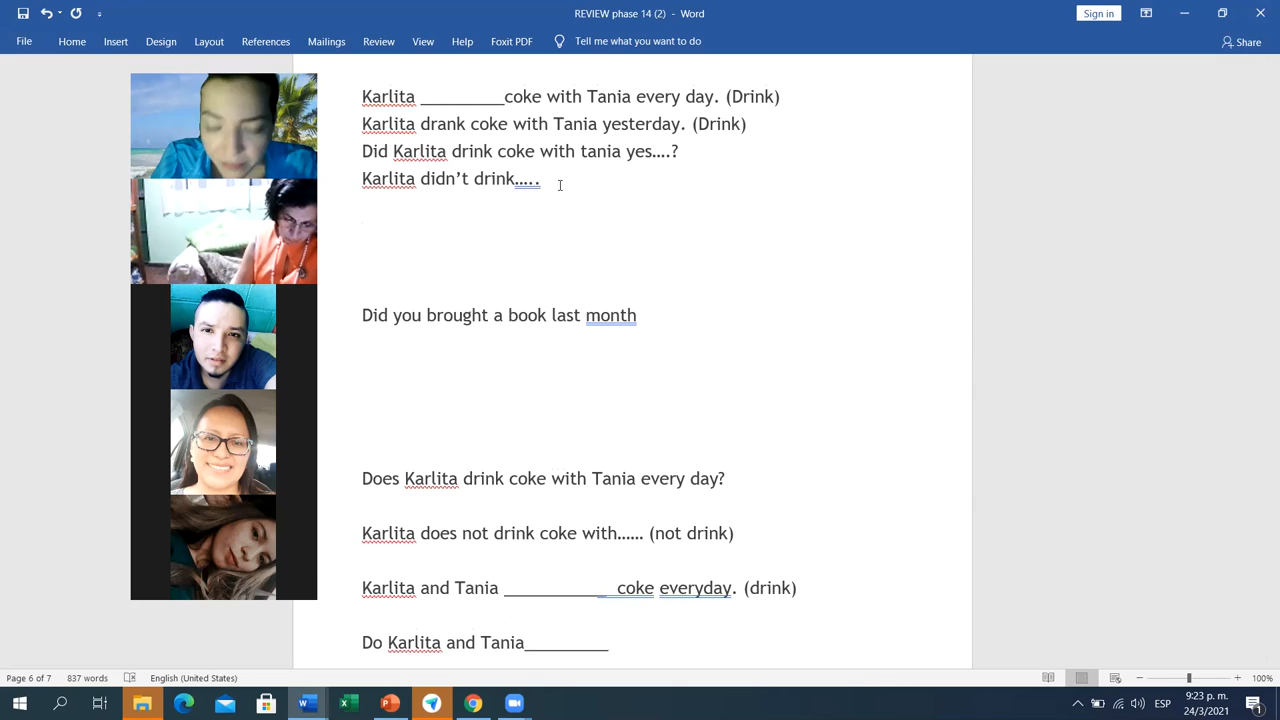 REVIEW phase 14 (2) - Word
Sign in
File Home Insert Design Layout References Mailings Review View Help Foxit PDF Tell me what you want to do Share
Karlita _________coke with Tania every day. (Drink)
Karlita drank coke with Tania yesterday. (Drink)
Did Karlita drink coke with tania yes….?
Karlita didn’t drink…..
Did you brought a book last month
Does Karlita drink coke with Tania every day?
Karlita does not drink coke with…… (not drink)
Karlita and Tania ___________ coke everyday. (drink)
Do Karlita and Tania_________
Page 6 of 7 837 words English (United States) 100%
ESP 9:23 p. m.
24/3/2021